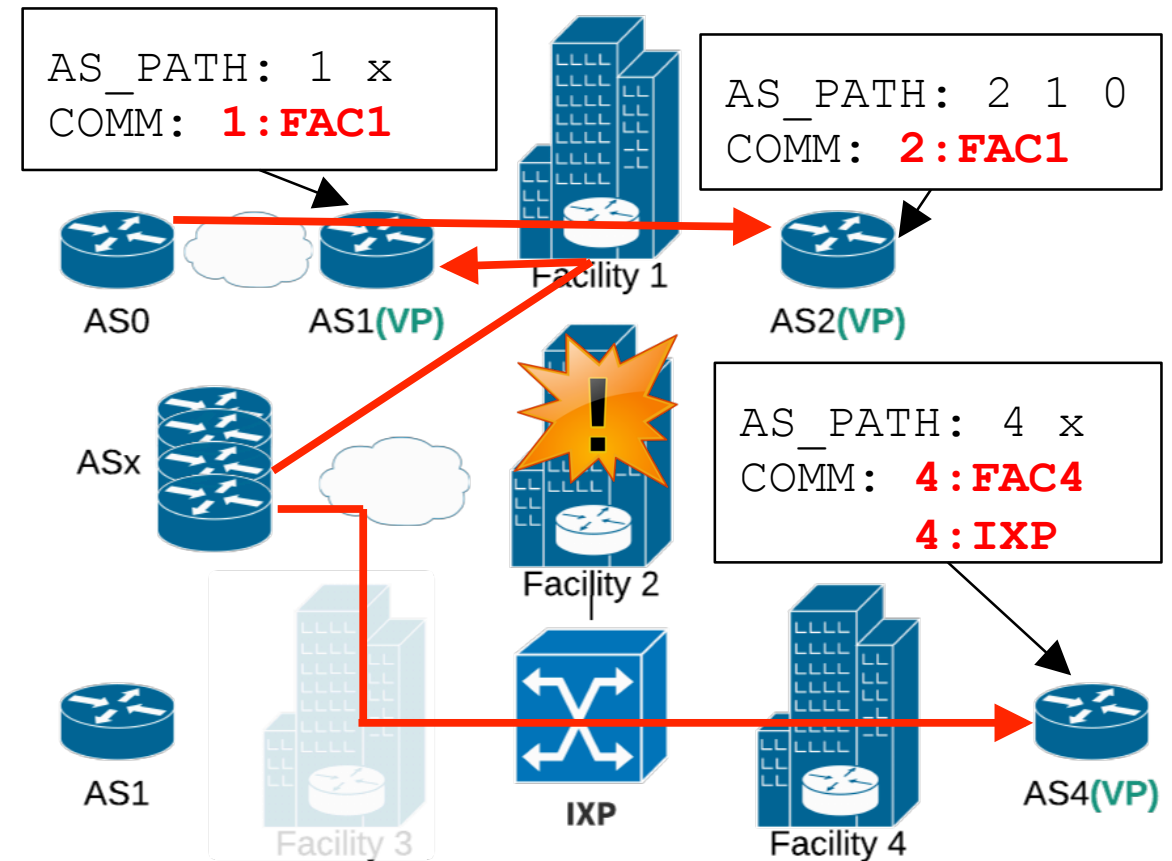 AS_PATH: 1 x
COMM: 1:FAC1
AS_PATH: 2 1 0
COMM: 2:FAC1
Facility 1
AS0
AS1(VP)
AS2(VP)
!
AS_PATH: 4 x
COMM: 4:FAC4
4:IXP
ASx
Facility 2
AS1
IXP
AS4(VP)
Facility 3
Facility 4